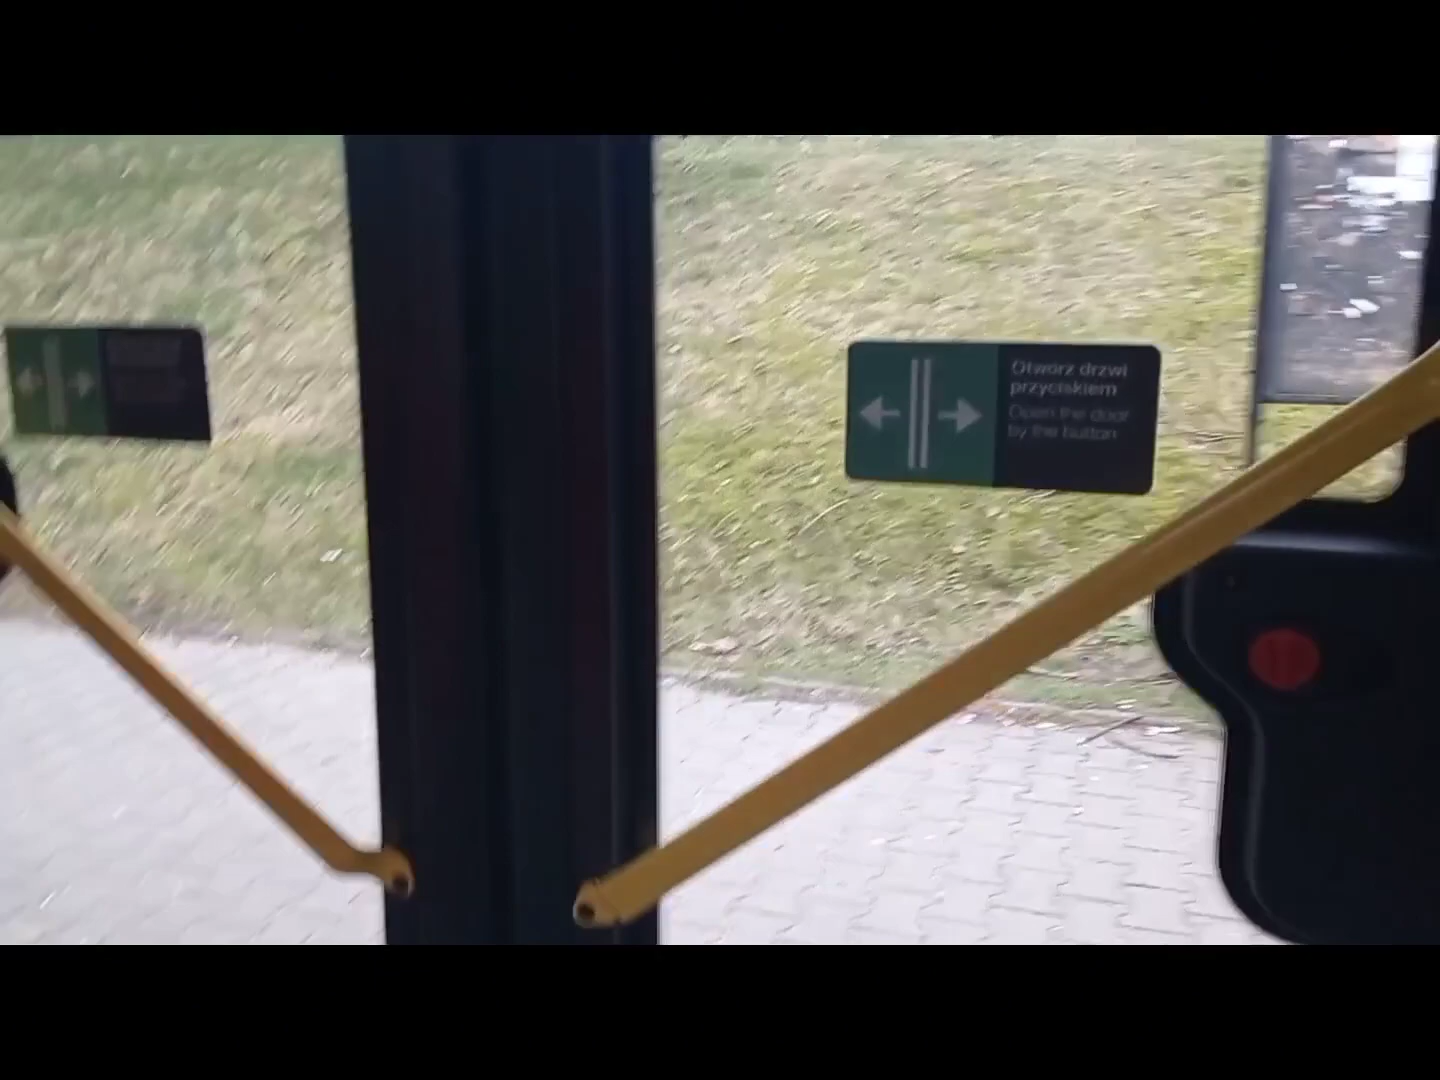 Otwórz drzwi
przyciskiem
Open the door
by the button